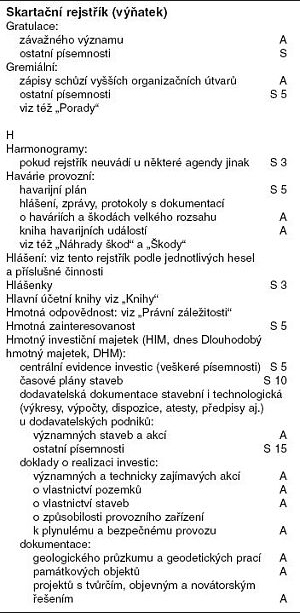 Skartační rejstřík (výňatek)
Gratulace:
závažného významu A
ostatní písemnosti S
Gremiální:
zápisy schůzí vyšších organizačních útvarů A
ostatní písemnosti S 5
viz též „Porady“
H
Harmonogramy:
pokud rejstřík neuvádí u některé agendy jinak S 3
Havárie provozní:
havarijní plán S 5
hlášení, zprávy, protokoly s dokumentací
o haváriích a škodách velkého rozsahu A
kniha havarijních událostí A
viz též „Náhrady škod“ a „Škody“
Hlášení: viz tento rejstřík podle jednotlivých hesel
a příslušné činnosti
Hlášenky S 3
Hlavní účetní knihy viz „Knihy“
Hmotná odpovědnost: viz „Právní záležitosti“
Hmotná zainteresovanost S 5
Hmotný investiční majetek (HIM, dnes Dlouhodobý
hmotný majetek, DHM):
centrální evidence investic (veškeré písemnosti) S 5
časové plány staveb S 10
dodavatelská dokumentace stavební i technologická
(výkresy, výpočty, dispozice, atesty, předpisy aj.)
u dodavatelských podniků:
významných staveb a akcí A
ostatní písemnosti S 15
doklady o realizaci investic:
významných a technicky zajímavých akcí A
o vlastnictví pozemků A
o vlastnictví staveb A
o způsobilosti provozního zařízení
k plynulému a bezpečnému provozu A
dokumentace:
geologického průzkumu a geodetických prací A
památkových objektů A
projektů s tvůrčím, objevným a novátorským
řešením A